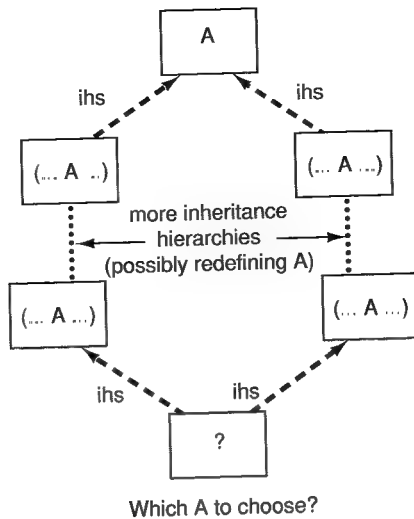 A
ihs ihs
(.... A ..) (... A ....)
more inheritance
hierarchies
(possibly redefining A)
(.... A ...) (... A ...)
ihs ihs
?
Which A to choose?